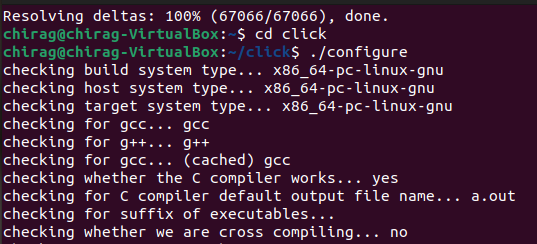 Resolving deltas: 100% (67066/67066), done.
chirag@chirag-VirtualBox:~$ cd click
chirag@chirag-VirtualBox:~/click$ ./configure
checking build system type... x86_64-pc-linux-gnu
checking host system type... x86_64-pc-linux-gnu
checking target system type... x86_64-pc-linux-gnu
checking for gcc... gcc
checking for g++... g++
checking for gcc... (cached) gcc
checking whether the C compiler works... yes
checking for C compiler default output file name... a.out
checking for suffix of executables...
checking whether we are cross compiling... no